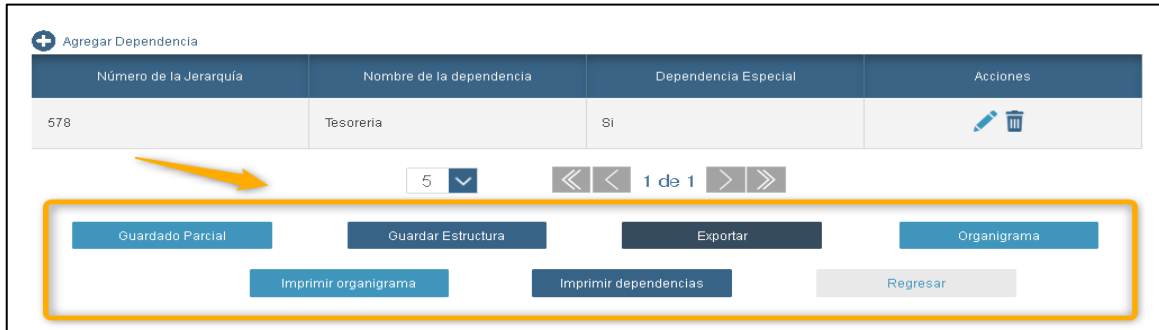 Agregar Dependencia
Número de la Jerarquía Nombre de la dependencia Dependencia Especial Acciones
578 Tesoreria Si
5 1 de 1
Guardado Parcial Guardar Estructura Exportar Organigrama
Imprimir organigrama Imprimir dependencias Regresar